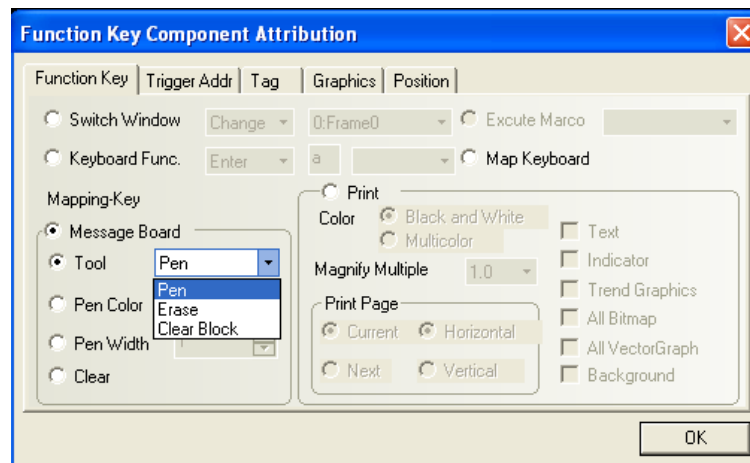 Function Key Component Attribution
Function Key Trigger Addr Tag Graphics Position
Switch Window Change 0:Frame0 Excute Marco
Keyboard Func. Enter a Map Keyboard
Mapping-Key
Message Board
Tool Pen
Pen
Erase
Clear Block
Pen Color
Pen Width 1
Clear
Print
Color Black and White
Multicolor
Magnify Multiple 1.0
Print Page
Current Horizontal
Next Vertical
Text
Indicator
Trend Graphics
All Bitmap
All VectorGraph
Background
OK